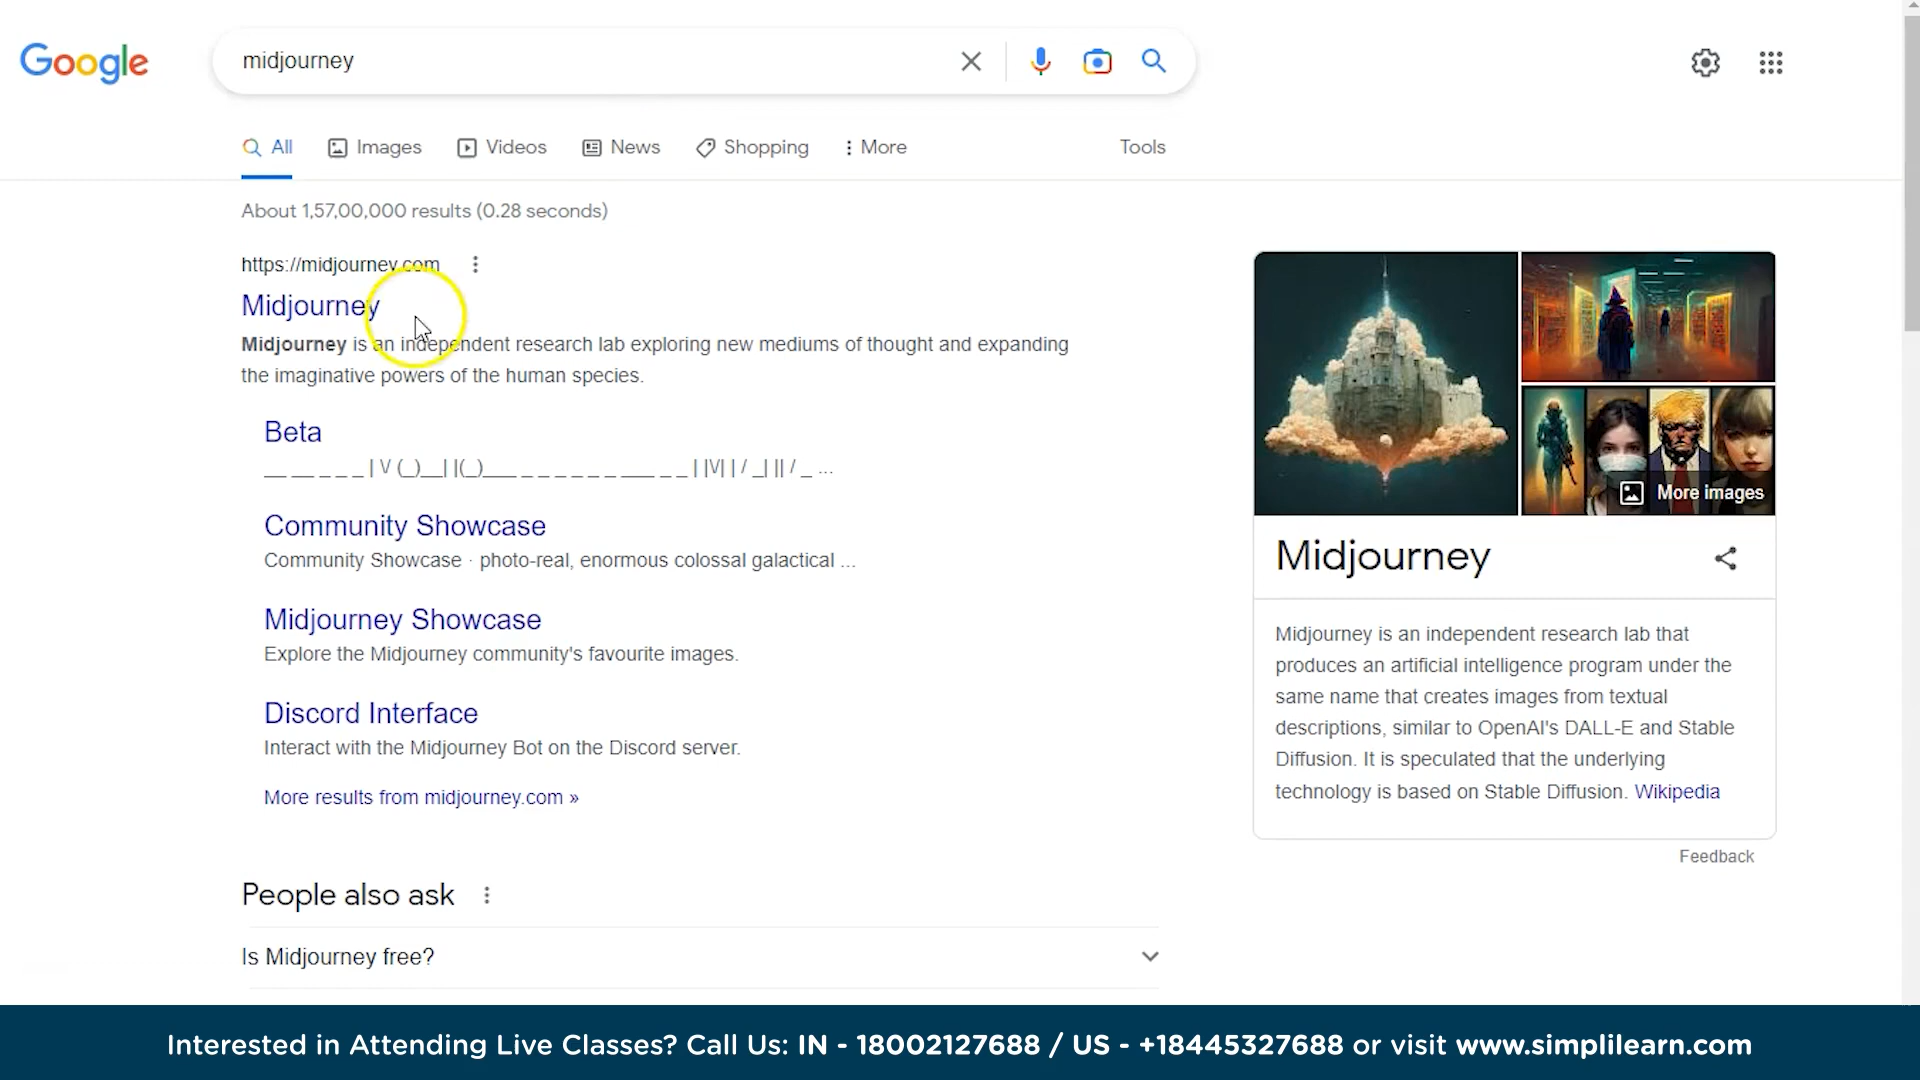 Google
midjourney
All Images Videos News Shopping More Tools
About 1,57,00,000 results (0.28 seconds)
https://midjourney.com
Midjourney
Midjourney is an independent research lab exploring new mediums of thought and expanding
the imaginative powers of the human species.
Beta
__ __ _ _ _ | \/ (_)__| |(_)___ _ _ _ _ _ _ ___ _ _ | |\/| | / _| || / _ ...
Community Showcase
Community Showcase · photo-real, enormous colossal galactical ...
Midjourney Showcase
Explore the Midjourney community's favourite images.
Discord Interface
Interact with the Midjourney Bot on the Discord server.
More results from midjourney.com »
People also ask
Is Midjourney free?
More images
Midjourney
Midjourney is an independent research lab that
produces an artificial intelligence program under the
same name that creates images from textual
descriptions, similar to OpenAI's DALL-E and Stable
Diffusion. It is speculated that the underlying
technology is based on Stable Diffusion. Wikipedia
Feedback
Interested in Attending Live Classes? Call Us: IN - 18002127688 / US - +18445327688 or visit www.simplilearn.com